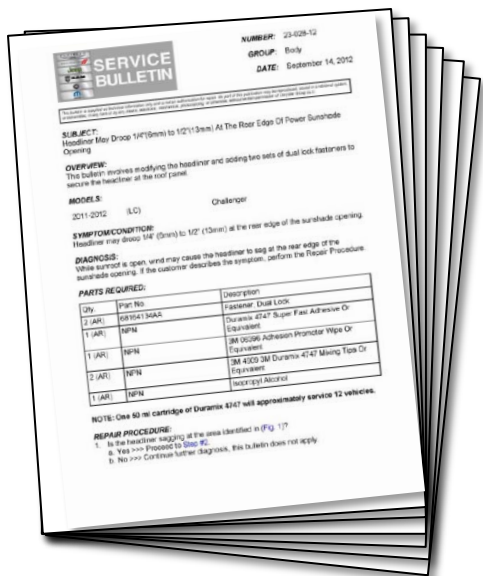 SERVICE
BULLETIN
NUMBER: 23-028-12
GROUP: Body
DATE: September 14, 2012
SUBJECT:
Headliner May Droop 1/4"(6mm) to 1/2"(13mm) At The Rear Edge Of Power Sunshade
Opening
OVERVIEW:
This bulletin involves modifying the headliner and adding two sets of dual lock fasteners to
secure the headliner at the roof panel.
MODELS:
2011-2012 (LC) Challenger
SYMPTOM/CONDITION:
Headliner may droop 1/4" (6mm) to 1/2" (13mm) at the rear edge of the sunshade opening.
DIAGNOSIS:
While sunroof is open, wind may cause the headliner to sag at the rear edge of the
sunshade opening. If the customer describes the symptom, perform the Repair Procedure.
PARTS REQUIRED:
Qty. Part No. Description
2 (AR) 68164134AA Fastener, Dual Lock
1 (AR) NPN Duramix 4747 Super Fast Adhesive Or
Equivalent
1 (AR) NPN 3M 06396 Adhesion Promoter Wipe Or
Equivalent
2 (AR) NPN 3M 4909 3M Duramix 4747 Mixing Tips Or
Equivalent
1 (AR) NPN Isopropyl Alcohol
NOTE: One 50 ml cartridge of Duramix 4747 will approximately service 12 vehicles.
REPAIR PROCEDURE:
1. Is the headliner sagging at the area identified in (Fig. 1)?
a. Yes >>> Proceed to Step #2.
b. No >>> Continue further diagnosis, this bulletin does not apply.